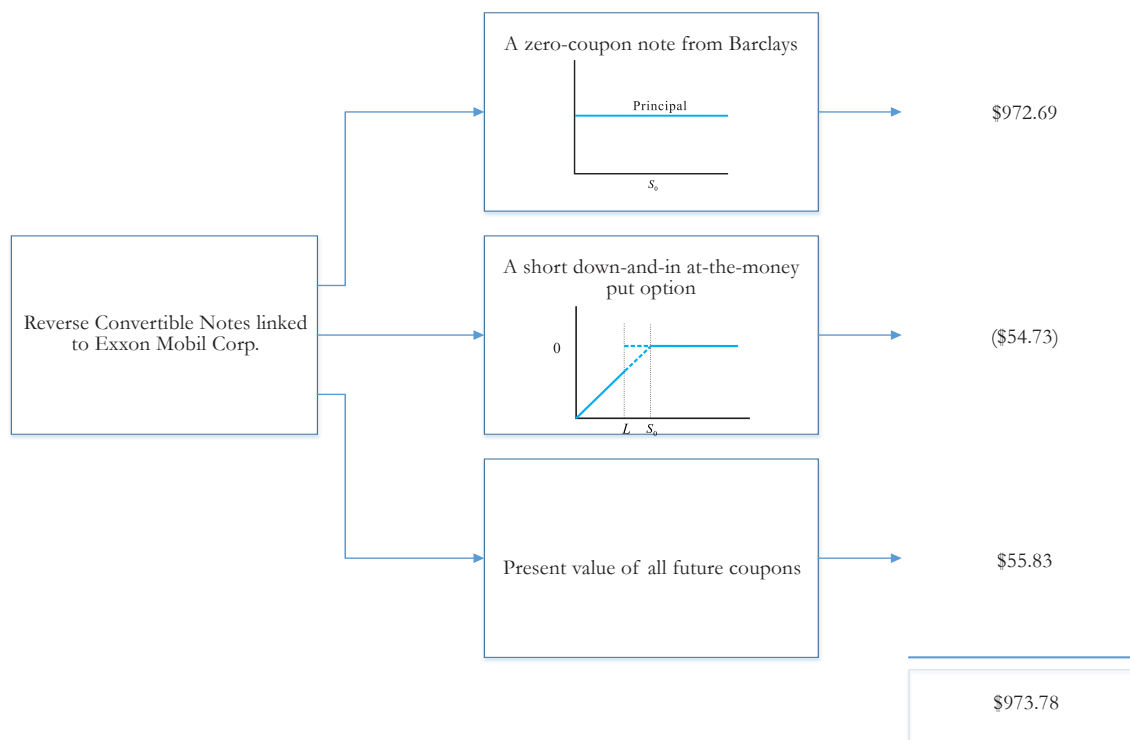 A zero-coupon note from Barclays
Principal
S₀
$972.69
Reverse Convertible Notes linked
to Exxon Mobil Corp.
A short down-and-in at-the-money
put option
0
L S₀
($54.73)
Present value of all future coupons
$55.83
$973.78